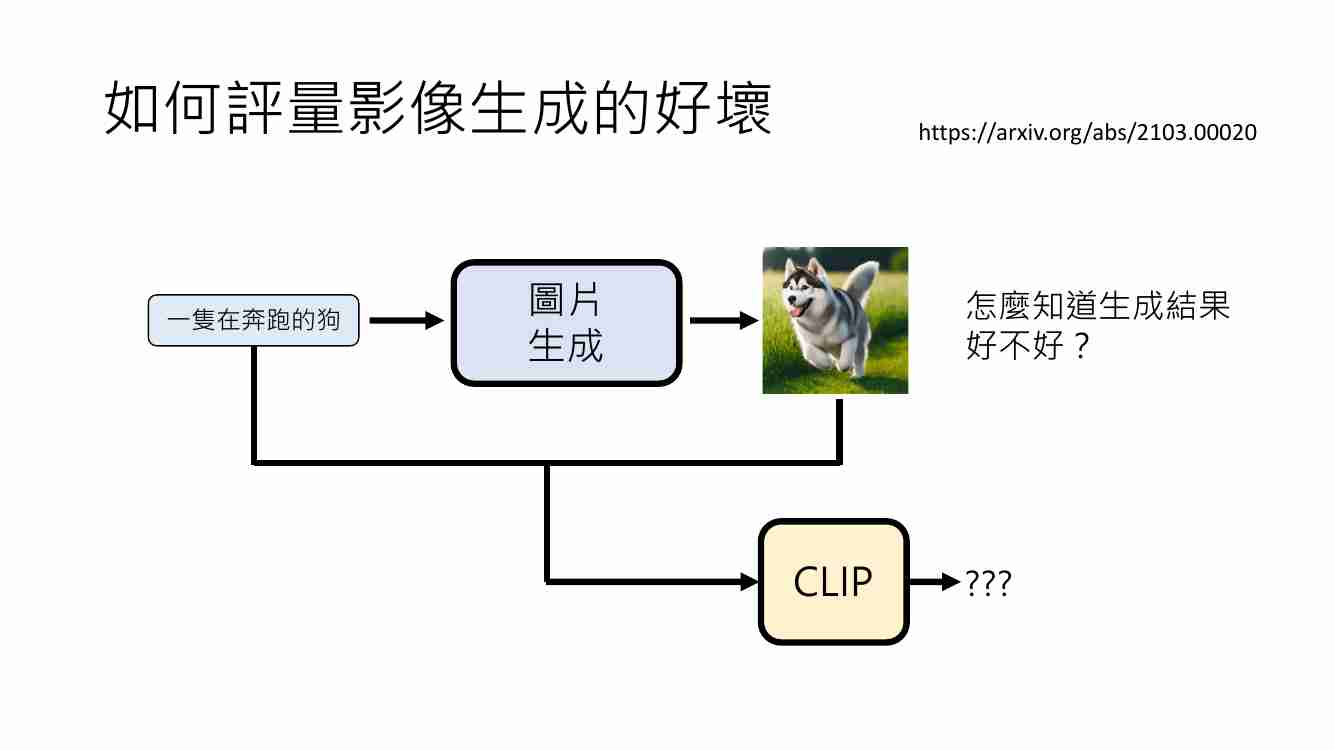 如何評量影像生成的好壞
https://arxiv.org/abs/2103.00020
一隻在奔跑的狗
圖片
生成
怎麼知道生成結果
好不好？
CLIP
???